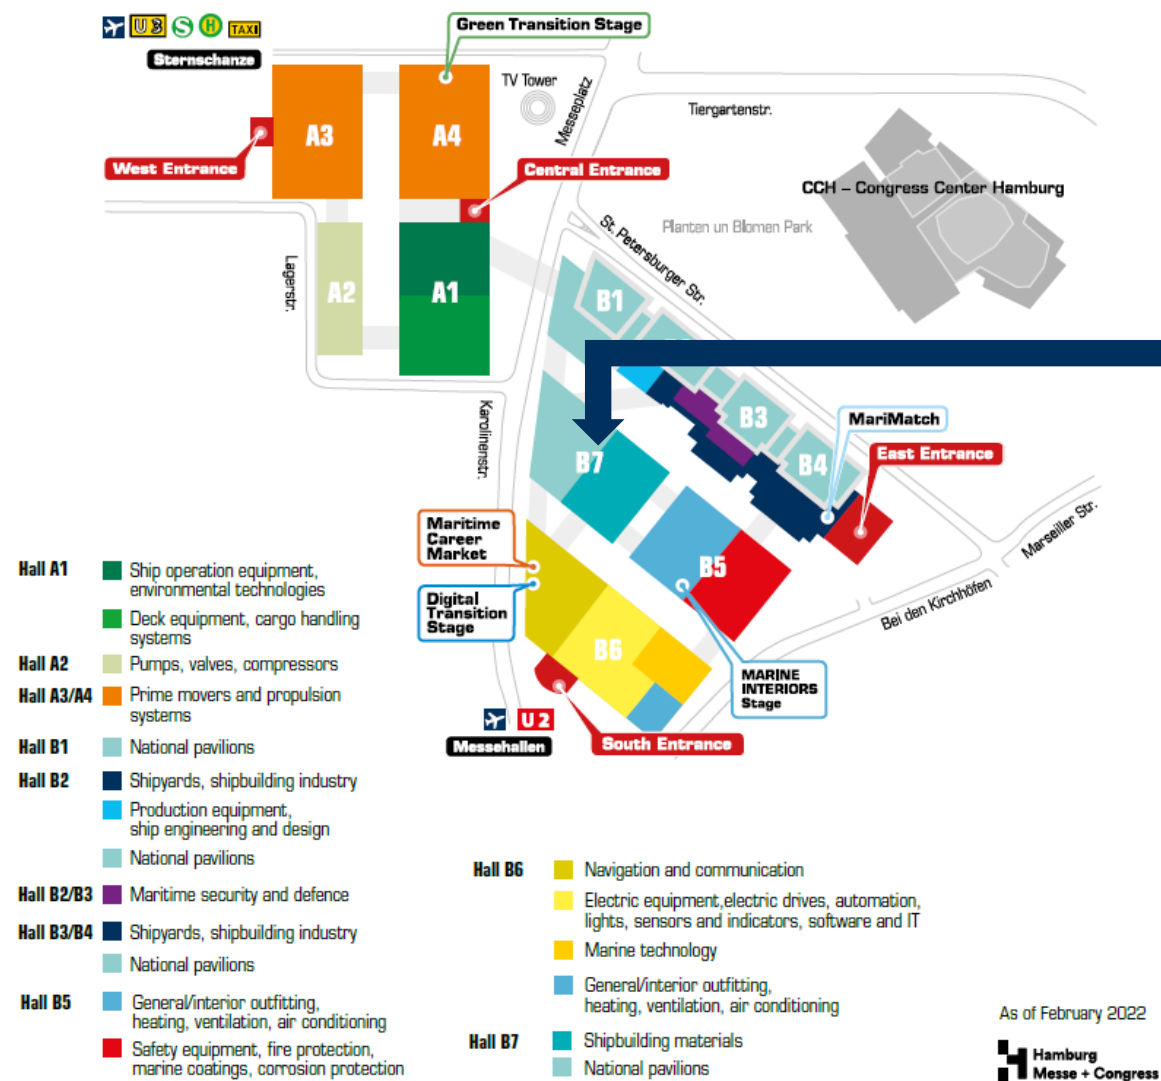 U3
S
H
TAXI
Sternschanze
Green Transition Stage
TV Tower
Messeplatz
Tiergartenstr.
A3
A4
West Entrance
Central Entrance
CCH – Congress Center Hamburg
Planten un Blomen Park
St. Petersburger Str.
Lagerstr.
A2
A1
B1
B3
B4
MariMatch
East Entrance
Karolinenstr.
B7
Marseiller Str.
Maritime
Career
Market
B5
Digital
Transition
Stage
Bei den Kirchhöfen
B6
MARINE
INTERIORS
Stage
U2
Messehallen
South Entrance
Hall A1
Ship operation equipment,
environmental technologies
Deck equipment, cargo handling
systems
Hall A2
Pumps, valves, compressors
Hall A3/A4
Prime movers and propulsion
systems
Hall B1
National pavilions
Hall B2
Shipyards, shipbuilding industry
Production equipment,
ship engineering and design
National pavilions
Hall B2/B3
Maritime security and defence
Hall B3/B4
Shipyards, shipbuilding industry
National pavilions
Hall B5
General/interior outfitting,
heating, ventilation, air conditioning
Safety equipment, fire protection,
marine coatings, corrosion protection
Hall B6
Navigation and communication
Electric equipment,electric drives, automation,
lights, sensors and indicators, software and IT
Marine technology
General/interior outfitting,
heating, ventilation, air conditioning
Hall B7
Shipbuilding materials
National pavilions
As of February 2022
Hamburg
Messe + Congress